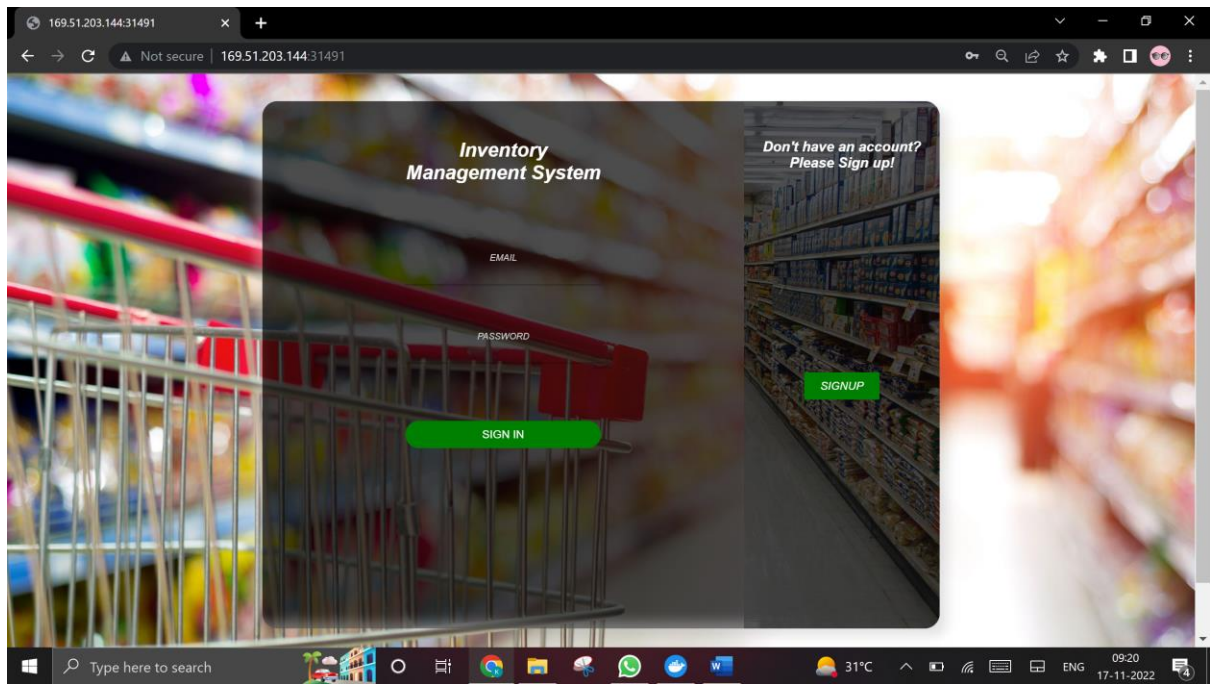 169.51.203.144:31491
Not secure | 169.51.203.144:31491
Inventory
Management System
EMAIL
PASSWORD
SIGN IN
Don't have an account?
Please Sign up!
SIGNUP
Type here to search
31°C
ENG
09:20
17-11-2022
4